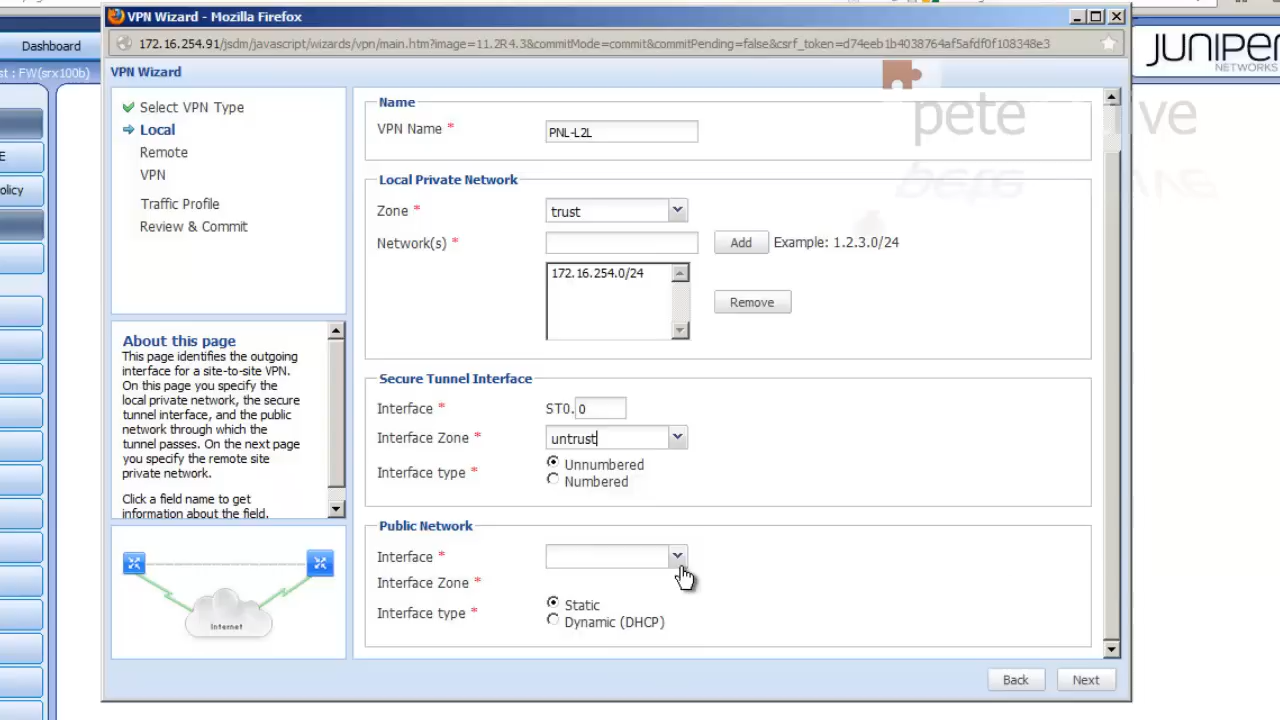 VPN Wizard - Mozilla Firefox
172.16.254.91/jsdm/javascript/wizards/vpn/main.htm?image=11.2R4.3&commitMode=commit&commitPending=false&csrf_token=d74eeb1b4038764af5afdf0f108348e3
Dashboard
st : FW(srx100b)
JUNIPER
NETWORKS
VPN Wizard
Select VPN Type
Local
Remote
VPN
Traffic Profile
Review & Commit
olicy
About this page
This page identifies the outgoing
interface for a site-to-site VPN.
On this page you specify the
local private network, the secure
tunnel interface, and the public
network through which the
tunnel passes. On the next page
you specify the remote site
private network.
Click a field name to get
information about the field.
Internet
Name
VPN Name * PNL-L2L
Local Private Network
Zone * trust
Network(s) * Add Example: 1.2.3.0/24
172.16.254.0/24
Remove
Secure Tunnel Interface
Interface * ST0. 0
Interface Zone * untrust
Interface type * Unnumbered
Numbered
Public Network
Interface *
Interface Zone *
Interface type * Static
Dynamic (DHCP)
Back Next
pete
ive